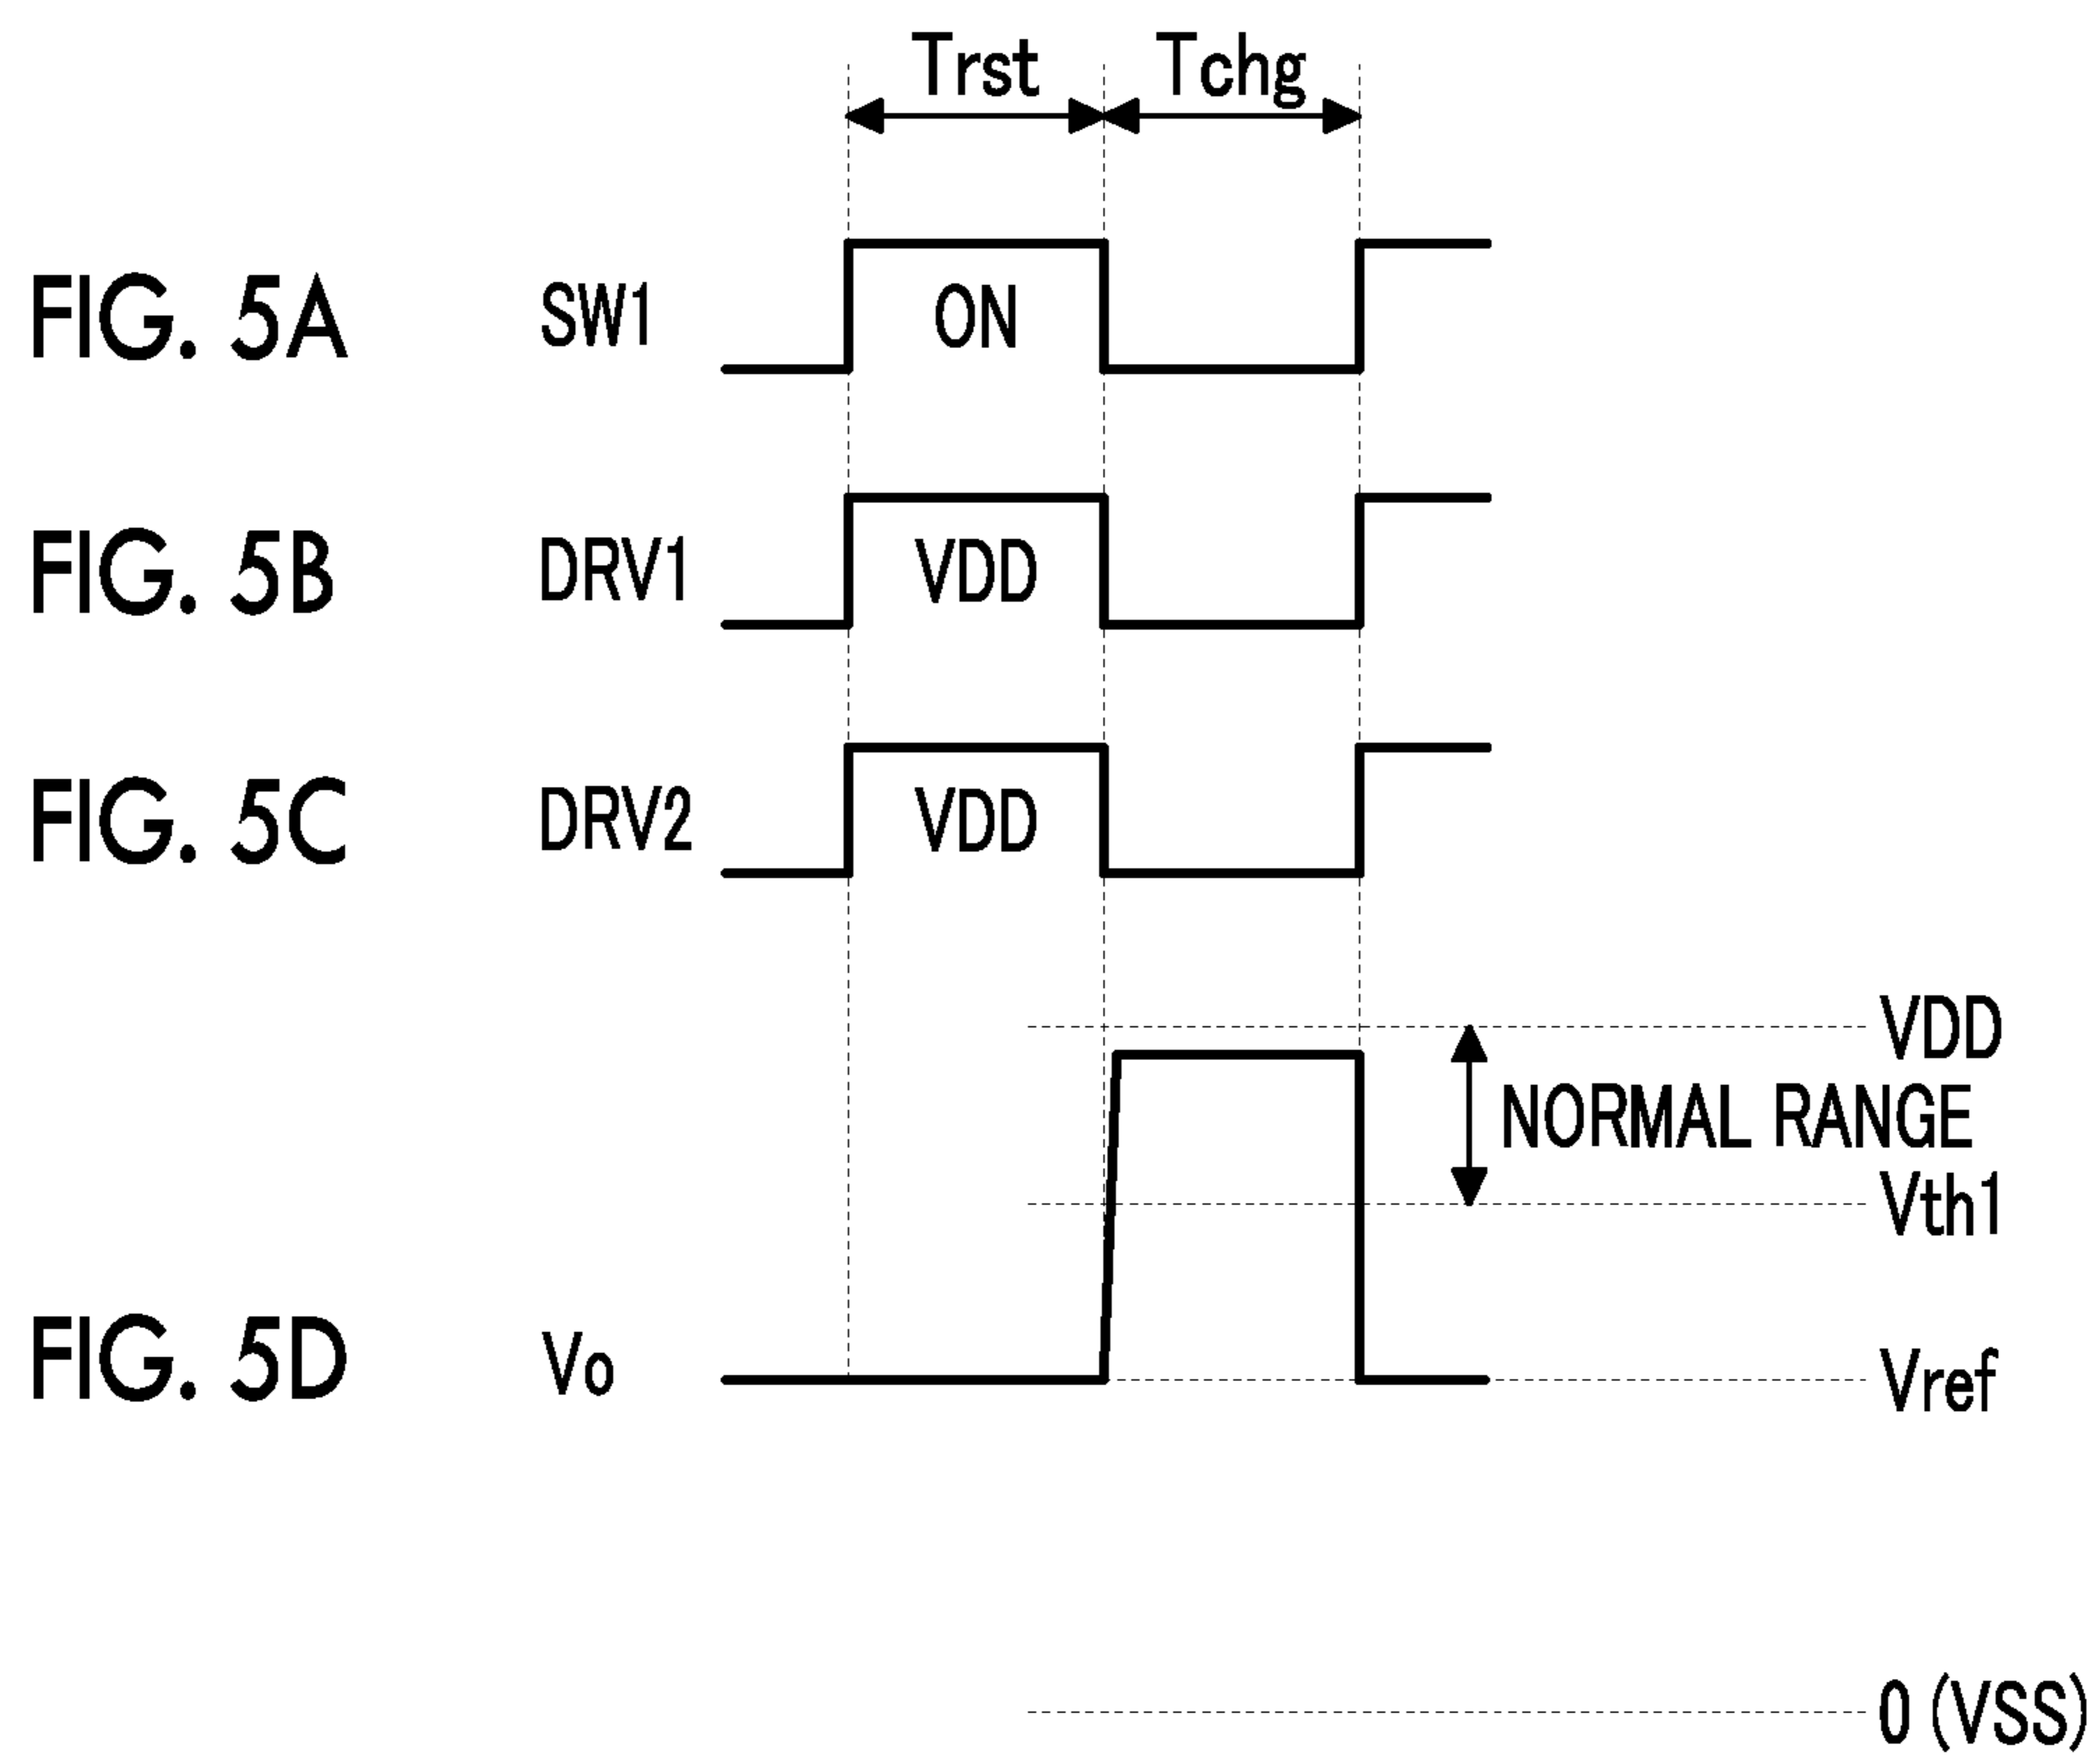 Trst Tchg
FIG. 5A SW1 ON
FIG. 5B DRV1 VDD
FIG. 5C DRV2 VDD
VDD
NORMAL RANGE
Vth1
FIG. 5D Vo Vref
0 (VSS)